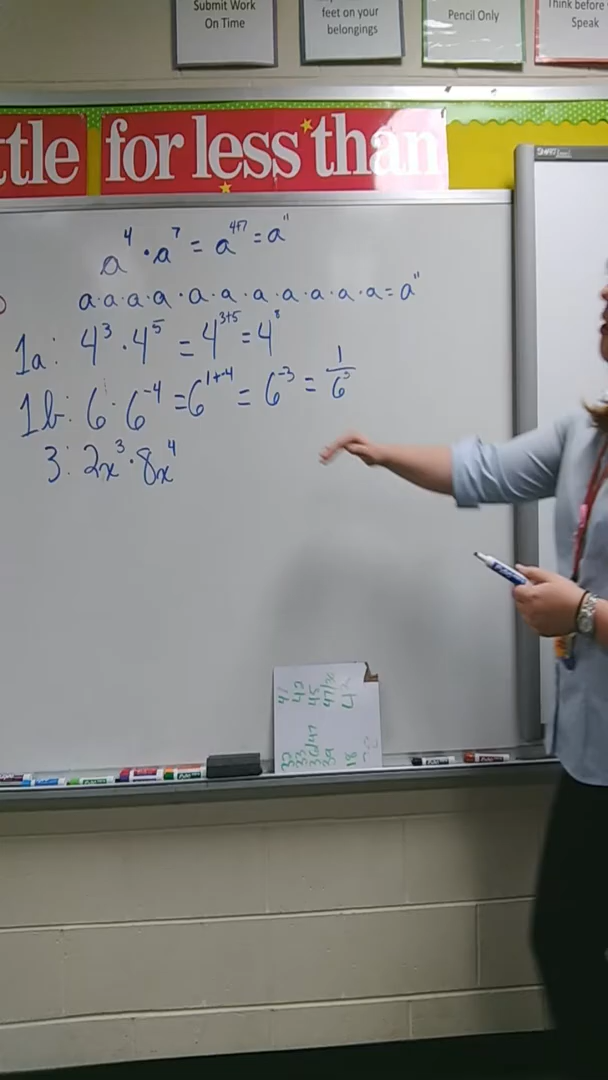 Submit Work
On Time
feet on your
belongings
Pencil Only
Think before
Speak
tle for less than
SMART
a⁴ · a⁷ = a⁴⁺⁷ = a¹¹
a·a·a·a · a·a·a·a·a·a·a = a¹¹
1a: 4³ · 4⁵ = 4³⁺⁵ = 4⁸
1b: 6 · 6⁻⁴ = 6¹⁺⁻⁴ = 6⁻³ = 1/6³
3: 2x³ · 8x⁴